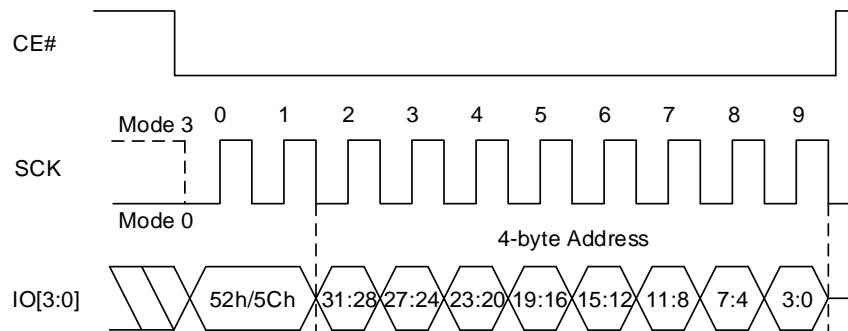 CE#
0 1 2 3 4 5 6 7 8 9
Mode 3
SCK
Mode 0
4-byte Address
IO[3:0] 52h/5Ch 31:28 27:24 23:20 19:16 15:12 11:8 7:4 3:0